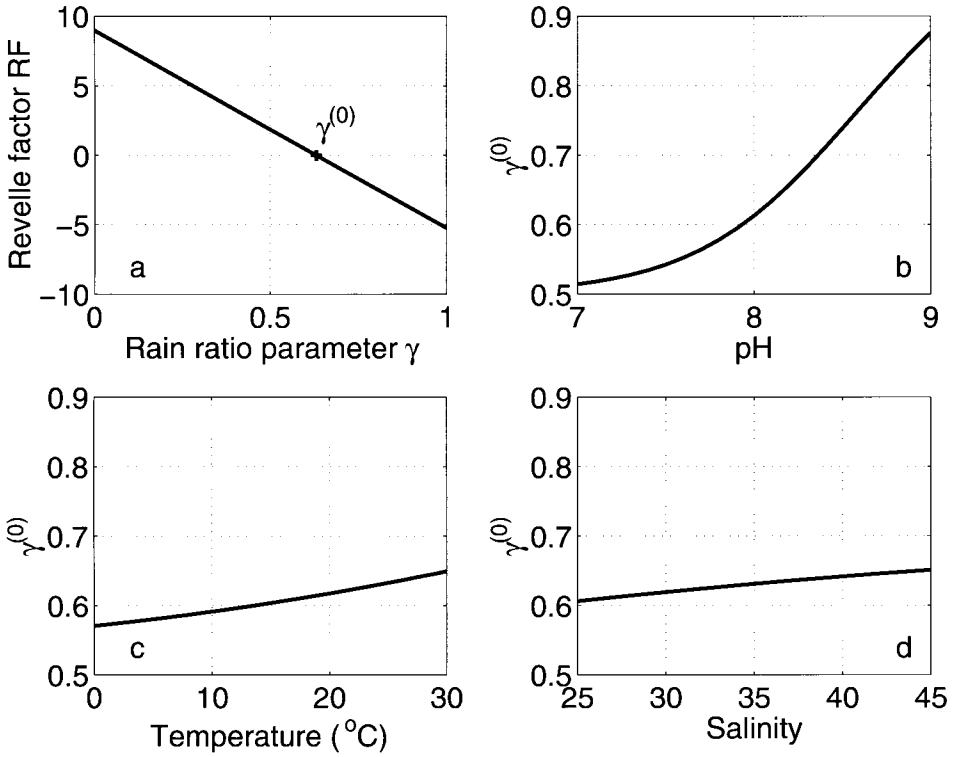 Revelle factor RF
10
5
0
−5
−10
γ(0)
a
0
0.5
1
Rain ratio parameter γ
γ(0)
0.9
0.8
0.7
0.6
0.5
b
7
8
9
pH
γ(0)
0.9
0.8
0.7
0.6
0.5
c
0
10
20
30
Temperature (oC)
γ(0)
0.9
0.8
0.7
0.6
0.5
d
25
30
35
40
45
Salinity